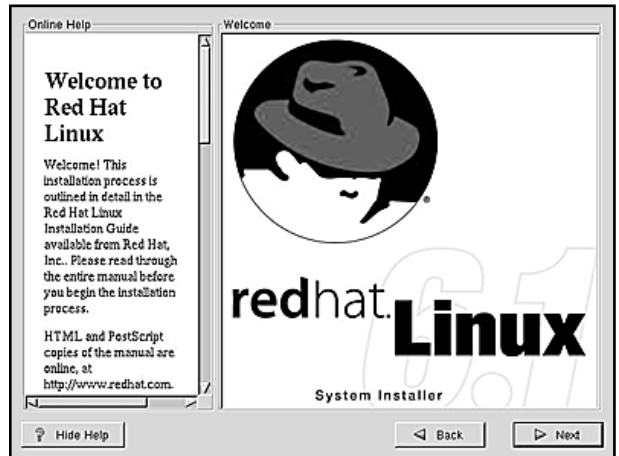 Online Help
Welcome to
Red Hat
Linux
Welcome! This
installation process is
outlined in detail in the
Red Hat Linux
Installation Guide
available from Red Hat,
Inc.. Please read through
the entire manual before
you begin the installation
process.
HTML and PostScript
copies of the manual are
online, at
http://www.redhat.com.
Welcome
®
redhat.
Linux
6.1
System Installer
? Hide Help
Back
Next